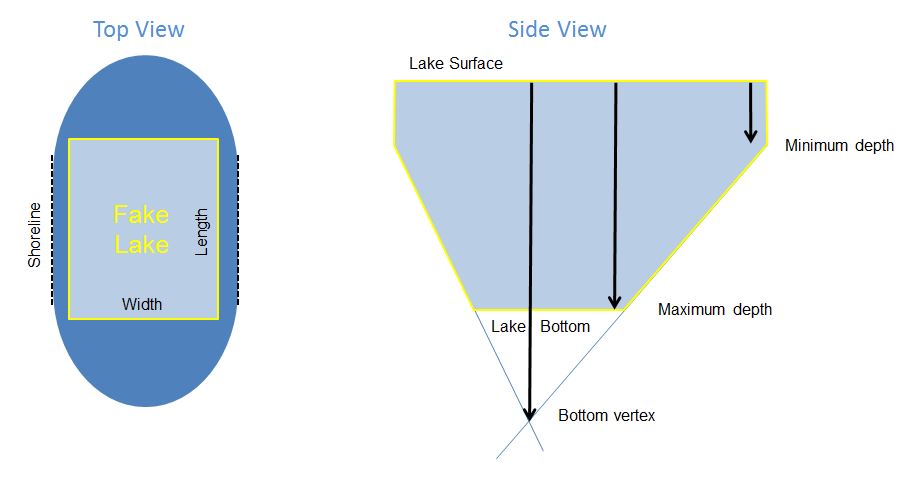 Top View
Side View
Lake Surface
Minimum depth
Fake
Lake
Shoreline
Length
Width
Maximum depth
Lake Bottom
Bottom vertex